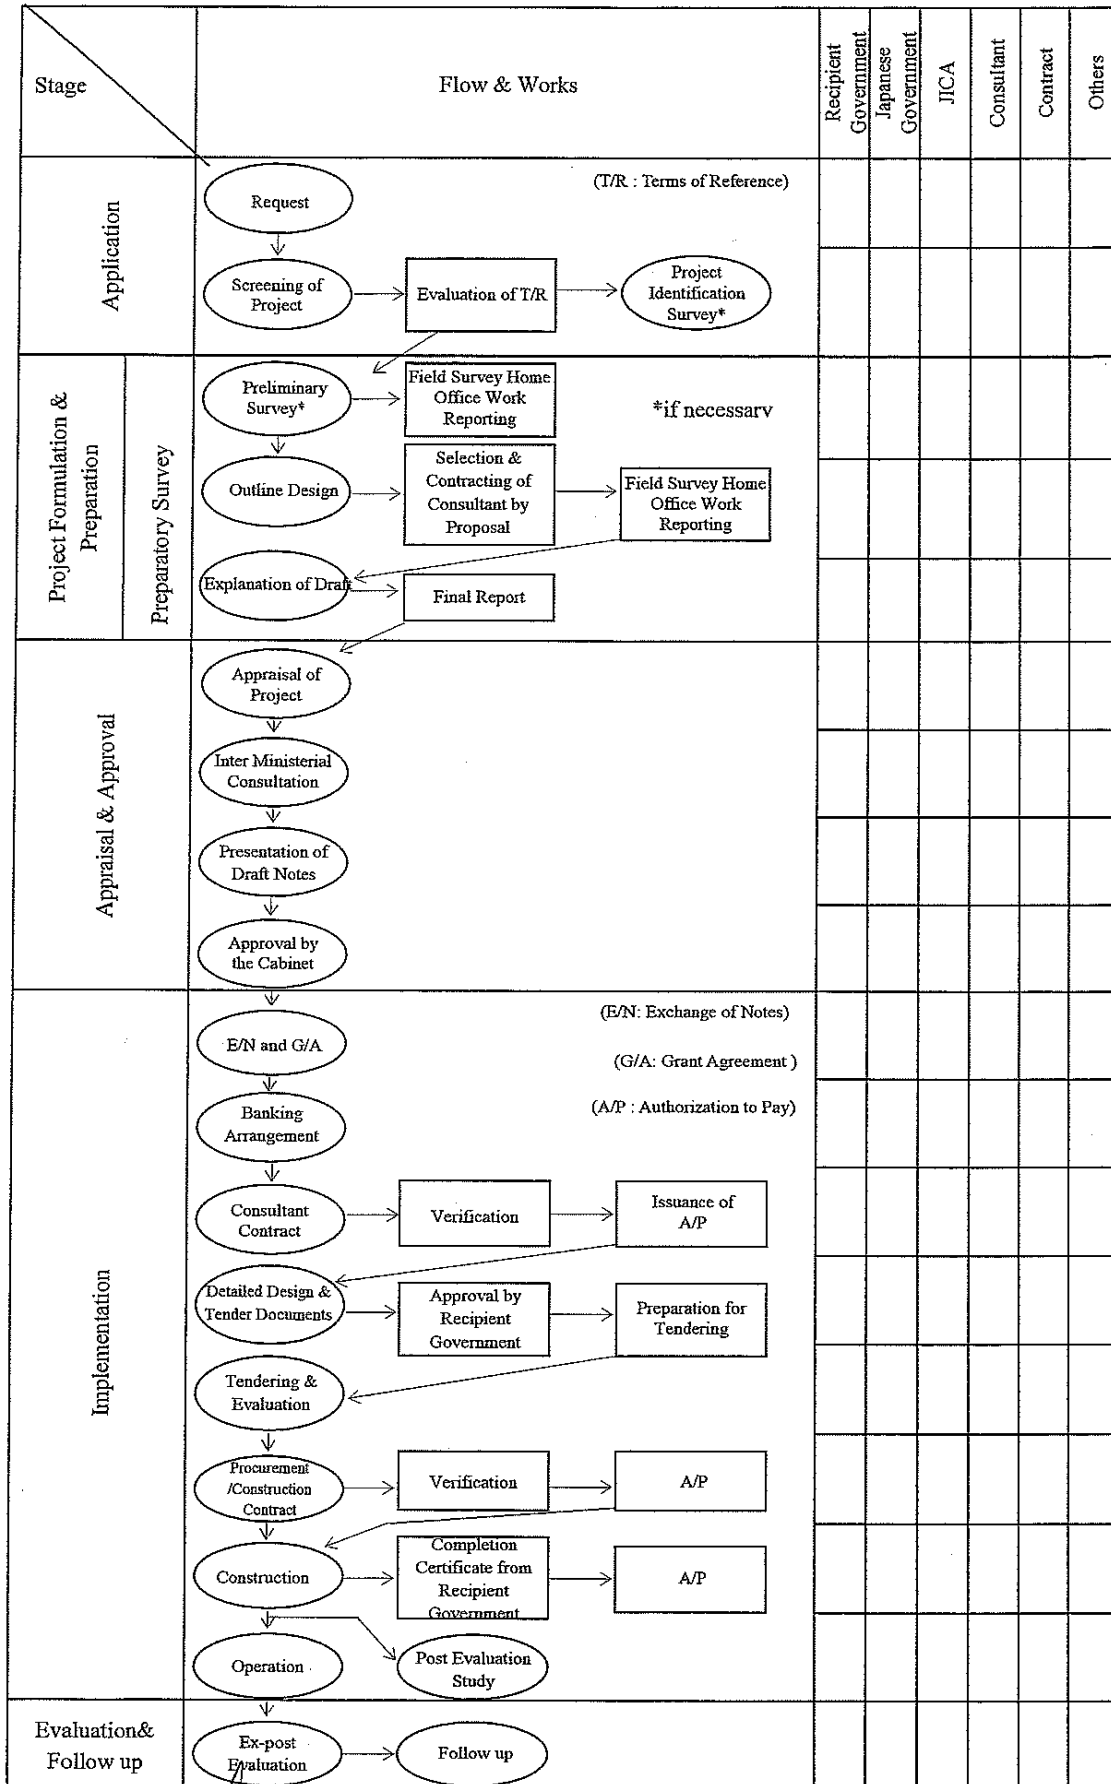 Stage
Flow & Works
Recipient
Government
Japanese
Government
JICA
Consultant
Contract
Others
Application
(T/R : Terms of Reference)
Request
Screening of
Project
Evaluation of T/R
Project
Identification
Survey*
Project Formulation &
Preparation
Preparatory Survey
Preliminary
Survey*
Field Survey Home
Office Work
Reporting
*if necessary
Outline Design
Selection &
Contracting of
Consultant by
Proposal
Field Survey Home
Office Work
Reporting
Explanation of Draft
Final Report
Appraisal & Approval
Appraisal of
Project
Inter Ministerial
Consultation
Presentation of
Draft Notes
Approval by
the Cabinet
Implementation
(E/N: Exchange of Notes)
E/N and G/A
(G/A: Grant Agreement )
(A/P : Authorization to Pay)
Banking
Arrangement
Consultant
Contract
Verification
Issuance of
A/P
Detailed Design &
Tender Documents
Approval by
Recipient
Government
Preparation for
Tendering
Tendering &
Evaluation
Procurement
/Construction
Contract
Verification
A/P
Construction
Completion
Certificate from
Recipient
Government
A/P
Operation
Post Evaluation
Study
Evaluation&
Follow up
Ex-post
Evaluation
Follow up